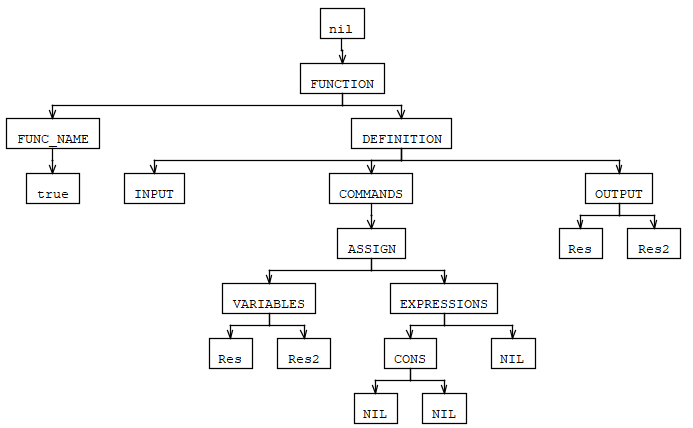 nil
FUNCTION
FUNC_NAME
DEFINITION
true
INPUT
COMMANDS
OUTPUT
ASSIGN
Res
Res2
VARIABLES
EXPRESSIONS
Res
Res2
CONS
NIL
NIL
NIL